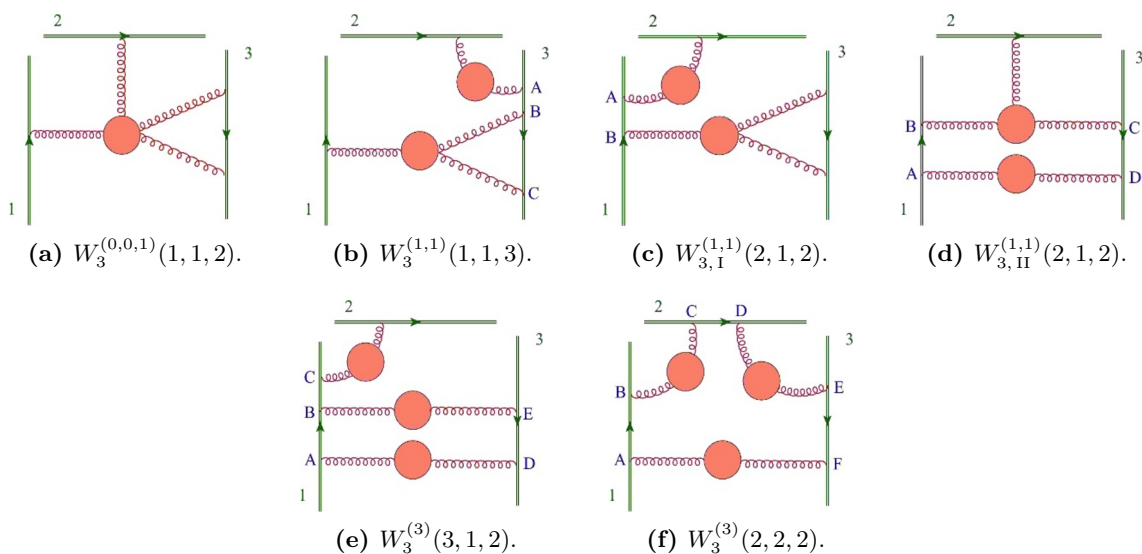 2
3
1
(a) W_3^{(0,0,1)}(1, 1, 2).
2
3
A
B
C
1
(b) W_3^{(1,1)}(1, 1, 3).
2
3
A
B
1
(c) W_{3, I}^{(1,1)}(2, 1, 2).
2
3
B
C
A
D
1
(d) W_{3, II}^{(1,1)}(2, 1, 2).
2
3
C
B
E
A
D
1
(e) W_3^{(3)}(3, 1, 2).
2
C
D
3
B
E
A
F
1
(f) W_3^{(3)}(2, 2, 2).